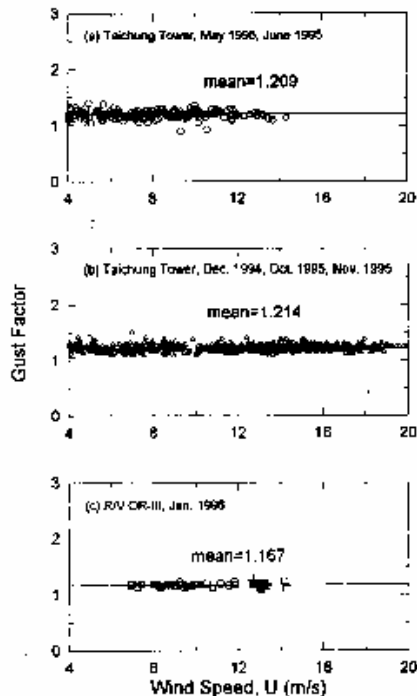 3
(a) Taichung Tower, May 1996, June 1995
mean=1.209
2
1
0
4 8 12 16 20
3
(b) Taichung Tower, Dec. 1994, Oct. 1995, Nov. 1995
mean=1.214
2
1
0
4 8 12 16 20
Gust Factor
3
(c) R/V OR-III, Jan. 1996
mean=1.167
2
1
0
4 8 12 16 20
Wind Speed, U (m/s)